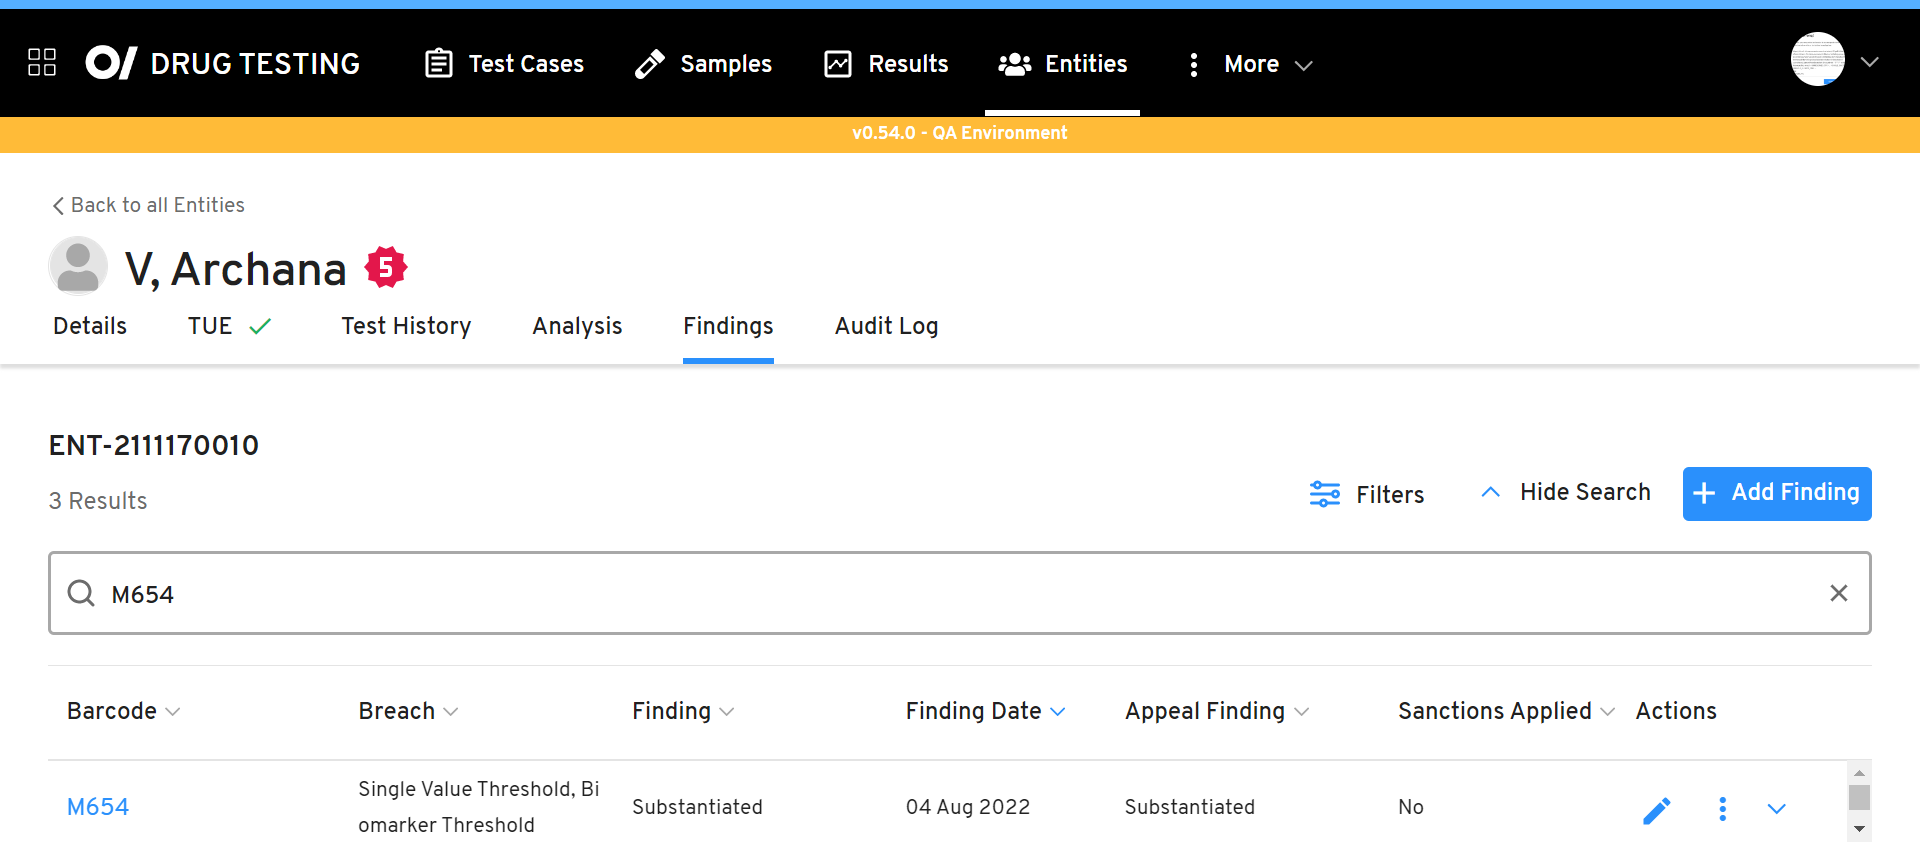 DRUG TESTING
Test Cases
Samples
Results
Entities
More
v0.54.0 - QA Environment
Back to all Entities
V, Archana
5
Details
TUE
Test History
Analysis
Findings
Audit Log
ENT-2111170010
3 Results
Filters
Hide Search
Add Finding
M654
Barcode
Breach
Finding
Finding Date
Appeal Finding
Sanctions Applied
Actions
M654
Single Value Threshold, Bi
omarker Threshold
Substantiated
04 Aug 2022
Substantiated
No